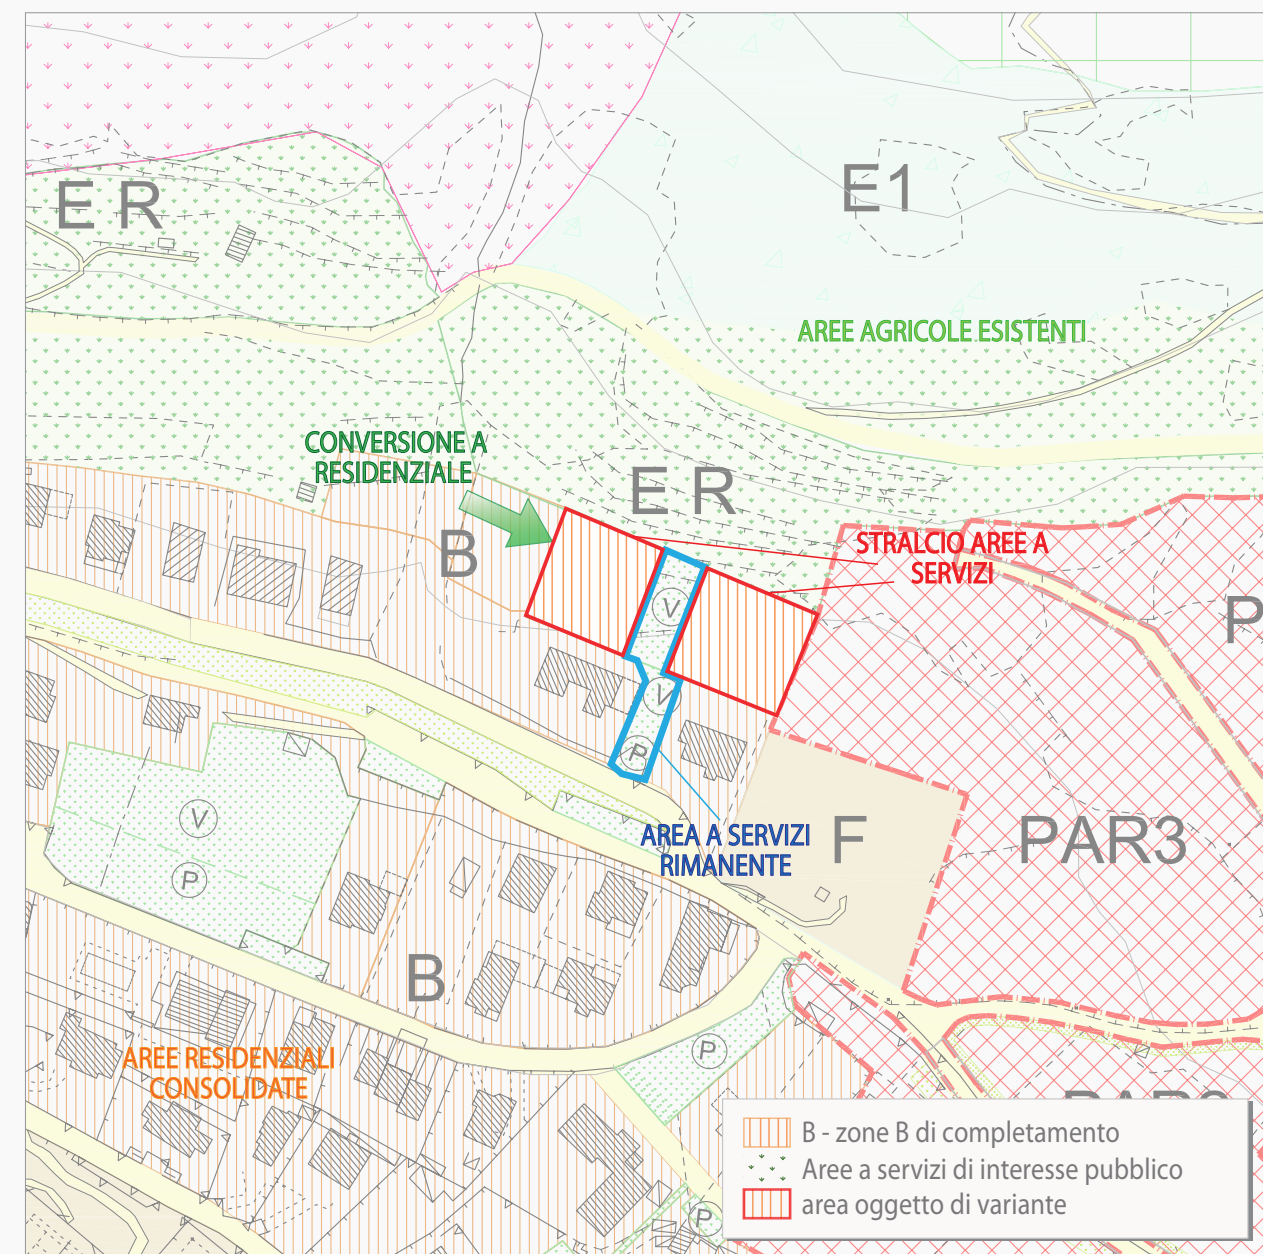 E R
E1
AREE AGRICOLE ESISTENTI
CONVERSIONE A
RESIDENZIALE
E R
B
STRALCIO AREE A
SERVIZI
V
P
V
P
AREA A SERVIZI
RIMANENTE
F
PAR3
V
P
B
AREE RESIDENZIALI
CONSOLIDATE
P
P
B - zone B di completamento
Aree a servizi di interesse pubblico
area oggetto di variante